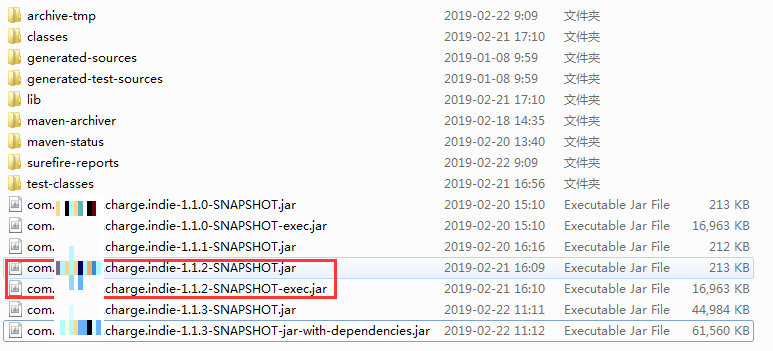 archive-tmp 2019-02-22 9:09 文件夹
classes 2019-02-21 17:10 文件夹
generated-sources 2019-01-08 9:59 文件夹
generated-test-sources 2019-01-08 9:59 文件夹
lib 2019-02-21 17:10 文件夹
maven-archiver 2019-02-18 14:35 文件夹
maven-status 2019-02-20 13:40 文件夹
surefire-reports 2019-02-22 9:09 文件夹
test-classes 2019-02-21 16:56 文件夹
com. .charge.indie-1.1.0-SNAPSHOT.jar 2019-02-20 15:10 Executable Jar File 213 KB
com. .charge.indie-1.1.0-SNAPSHOT-exec.jar 2019-02-20 15:10 Executable Jar File 16,963 KB
com. .charge.indie-1.1.1-SNAPSHOT.jar 2019-02-20 16:16 Executable Jar File 212 KB
com. .charge.indie-1.1.2-SNAPSHOT.jar 2019-02-21 16:09 Executable Jar File 213 KB
com. .charge.indie-1.1.2-SNAPSHOT-exec.jar 2019-02-21 16:10 Executable Jar File 16,963 KB
com. .charge.indie-1.1.3-SNAPSHOT.jar 2019-02-22 11:11 Executable Jar File 44,984 KB
com. .charge.indie-1.1.3-SNAPSHOT-jar-with-dependencies.jar 2019-02-22 11:12 Executable Jar File 61,560 KB